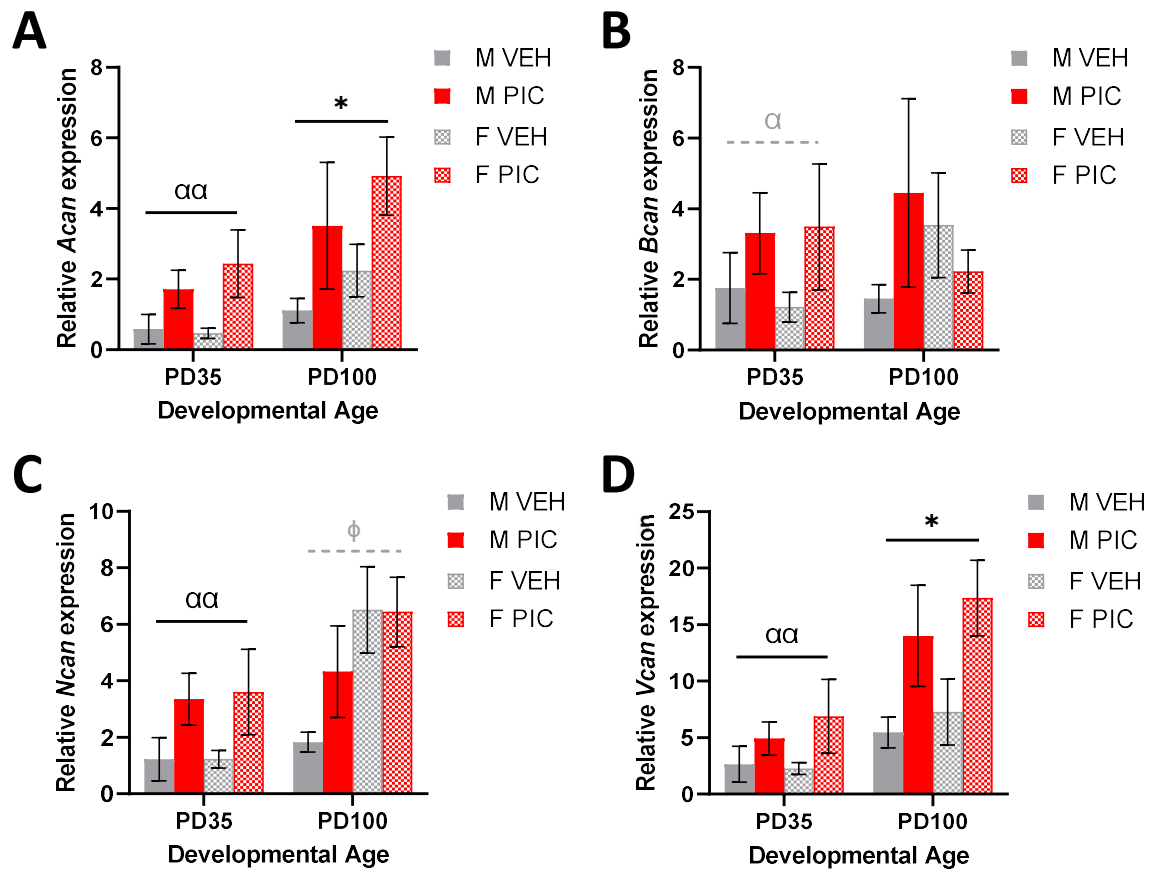 A
Relative Acan expression
8
6
4
2
0
αα
*
PD35
PD100
Developmental Age
M VEH
M PIC
F VEH
F PIC
B
Relative Bcan expression
8
6
4
2
0
α
PD35
PD100
Developmental Age
M VEH
M PIC
F VEH
F PIC
C
Relative Ncan expression
10
8
6
4
2
0
αα
ϕ
PD35
PD100
Developmental Age
M VEH
M PIC
F VEH
F PIC
D
Relative Vcan expression
25
20
15
10
5
0
αα
*
PD35
PD100
Developmental Age
M VEH
M PIC
F VEH
F PIC